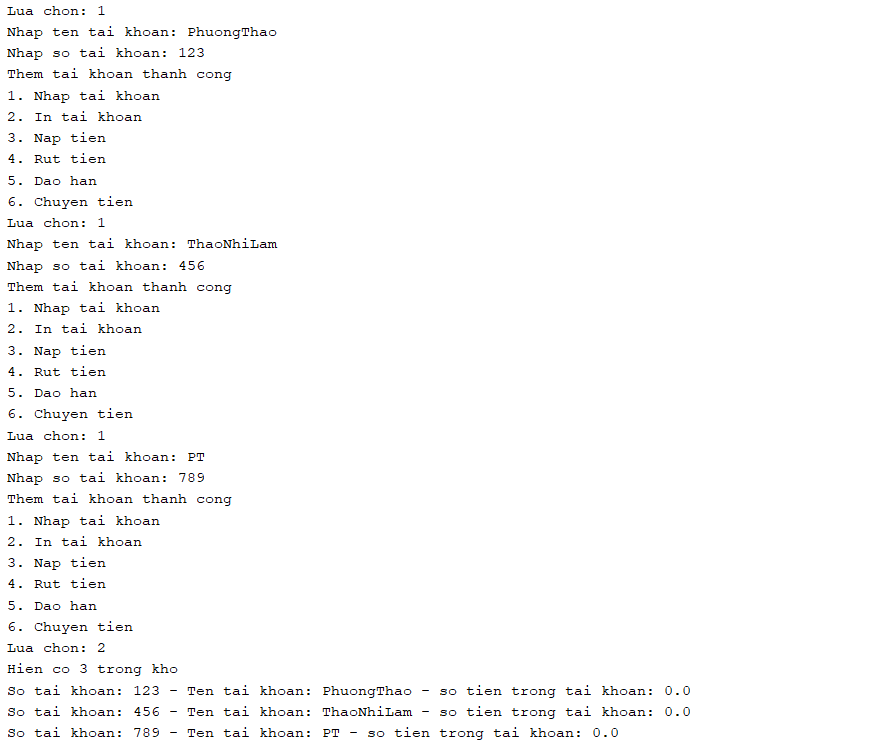 Lua chon: 1
Nhap ten tai khoan: PhuongThao
Nhap so tai khoan: 123
Them tai khoan thanh cong
1. Nhap tai khoan
2. In tai khoan
3. Nap tien
4. Rut tien
5. Dao han
6. Chuyen tien
Lua chon: 1
Nhap ten tai khoan: ThaoNhiLam
Nhap so tai khoan: 456
Them tai khoan thanh cong
1. Nhap tai khoan
2. In tai khoan
3. Nap tien
4. Rut tien
5. Dao han
6. Chuyen tien
Lua chon: 1
Nhap ten tai khoan: PT
Nhap so tai khoan: 789
Them tai khoan thanh cong
1. Nhap tai khoan
2. In tai khoan
3. Nap tien
4. Rut tien
5. Dao han
6. Chuyen tien
Lua chon: 2
Hien co 3 trong kho
So tai khoan: 123 - Ten tai khoan: PhuongThao - so tien trong tai khoan: 0.0
So tai khoan: 456 - Ten tai khoan: ThaoNhiLam - so tien trong tai khoan: 0.0
So tai khoan: 789 - Ten tai khoan: PT - so tien trong tai khoan: 0.0